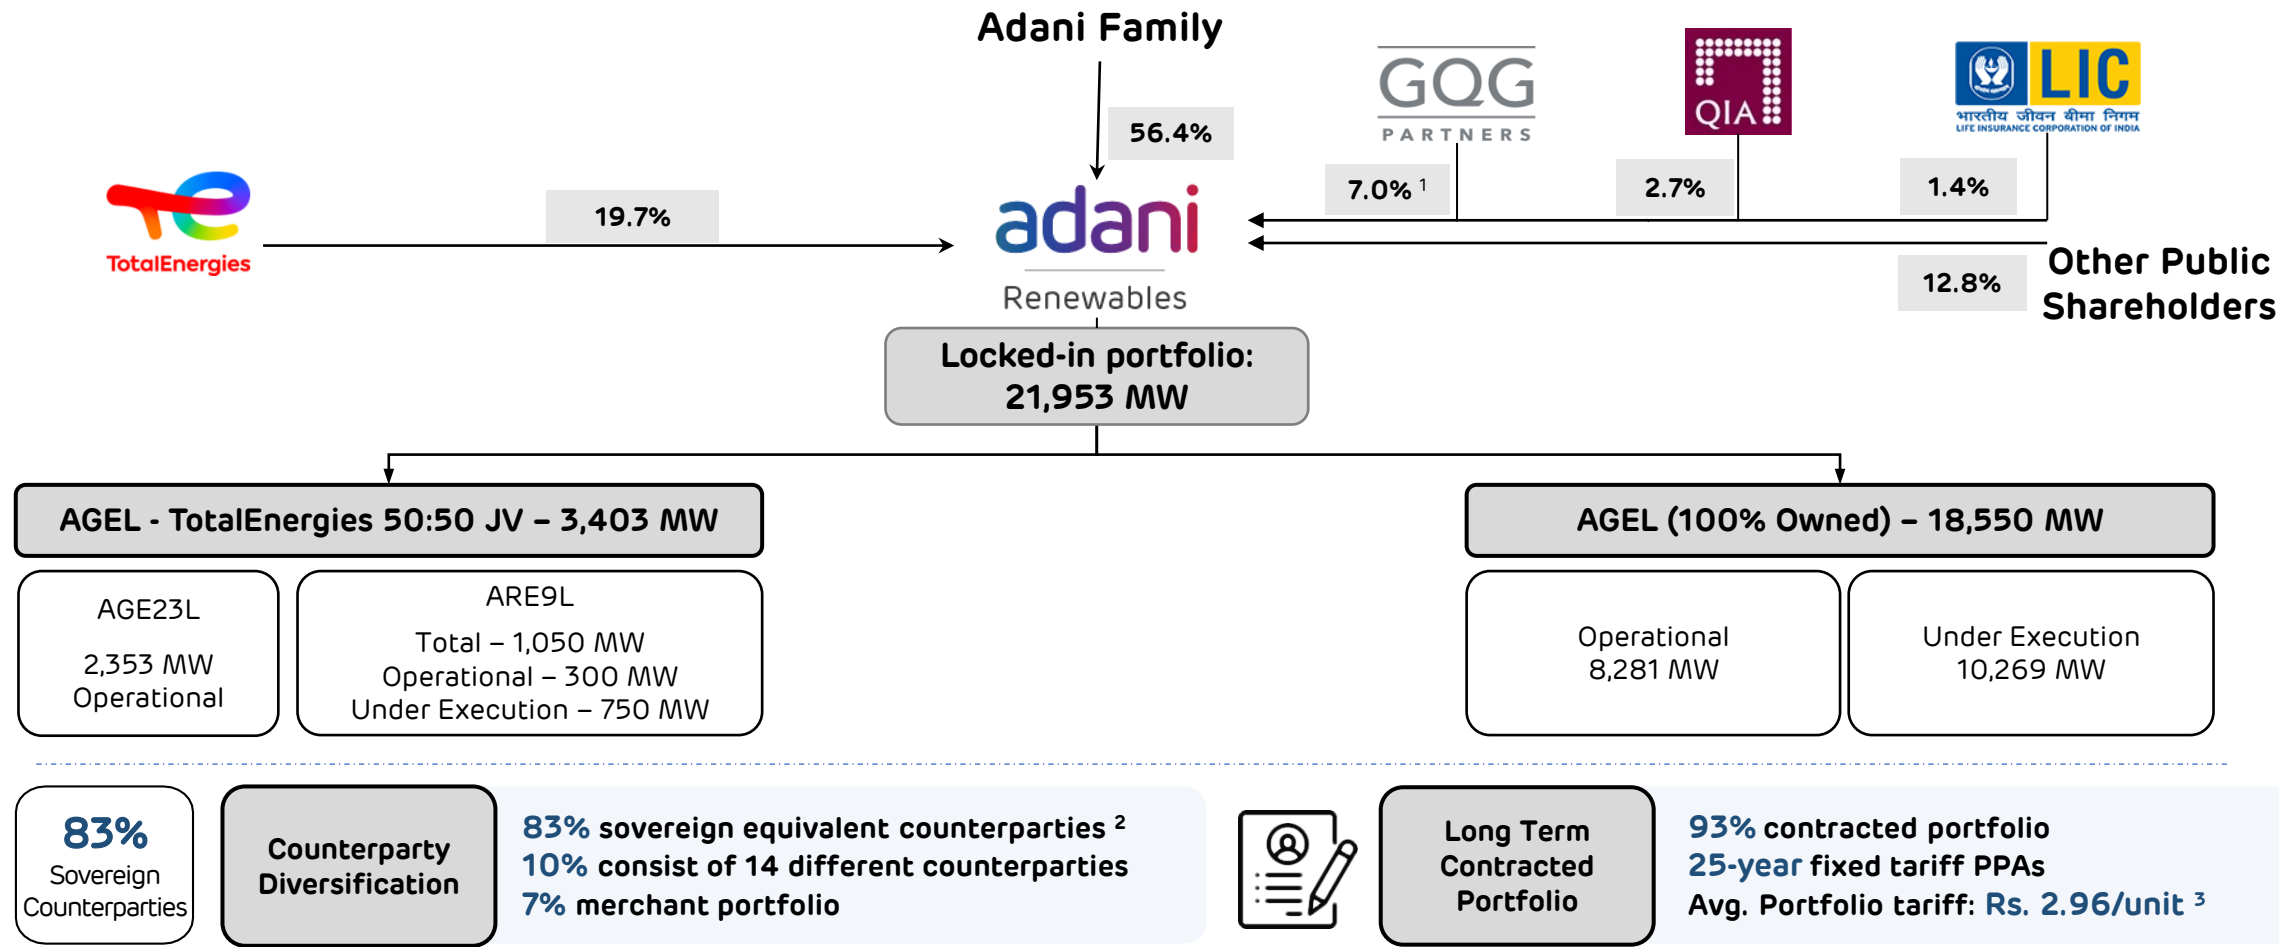 Adani Family
GQG
PARTNERS
QIA
LIC
भारतीय जीवन बीमा निगम
LIFE INSURANCE CORPORATION OF INDIA
56.4%
7.0% 1
2.7%
1.4%
TotalEnergies
19.7%
adani
Renewables
12.8%
Other Public
Shareholders
Locked-in portfolio:
21,953 MW
AGEL - TotalEnergies 50:50 JV – 3,403 MW
AGEL (100% Owned) – 18,550 MW
AGE23L
2,353 MW
Operational
ARE9L
Total – 1,050 MW
Operational – 300 MW
Under Execution – 750 MW
Operational
8,281 MW
Under Execution
10,269 MW
83%
Sovereign
Counterparties
Counterparty
Diversification
83% sovereign equivalent counterparties 2
10% consist of 14 different counterparties
7% merchant portfolio
Long Term
Contracted
Portfolio
93% contracted portfolio
25-year fixed tariff PPAs
Avg. Portfolio tariff: Rs. 2.96/unit 3